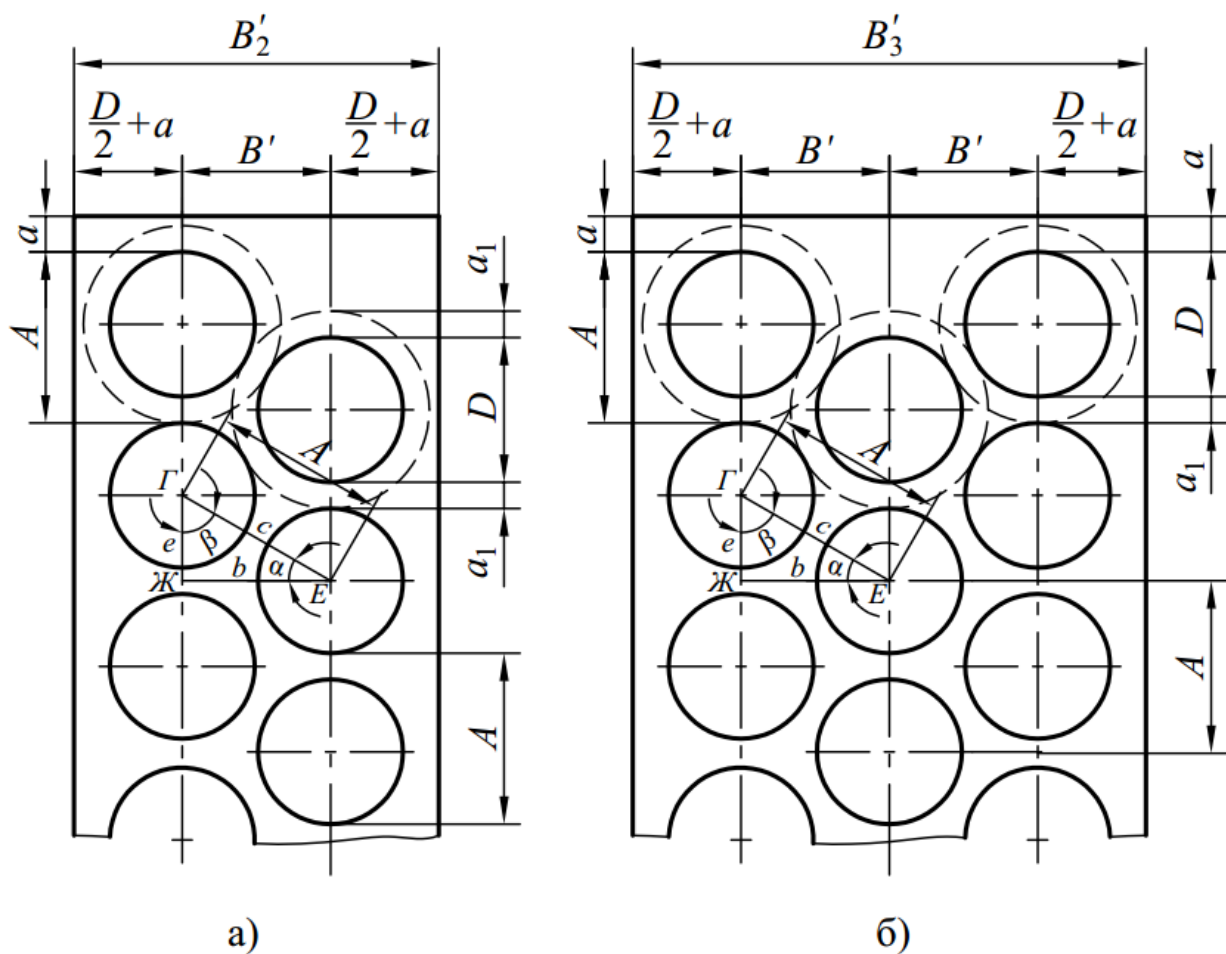 B′₂
D/2 + a
B′
D/2 + a
a
A
a₁
D
A
Г
e
β
c
b
α
Ж
E
a₁
A
а)
B′₃
D/2 + a
B′
B′
D/2 + a
a
a
A
D
A
a₁
Г
e
β
c
b
α
Ж
E
A
б)